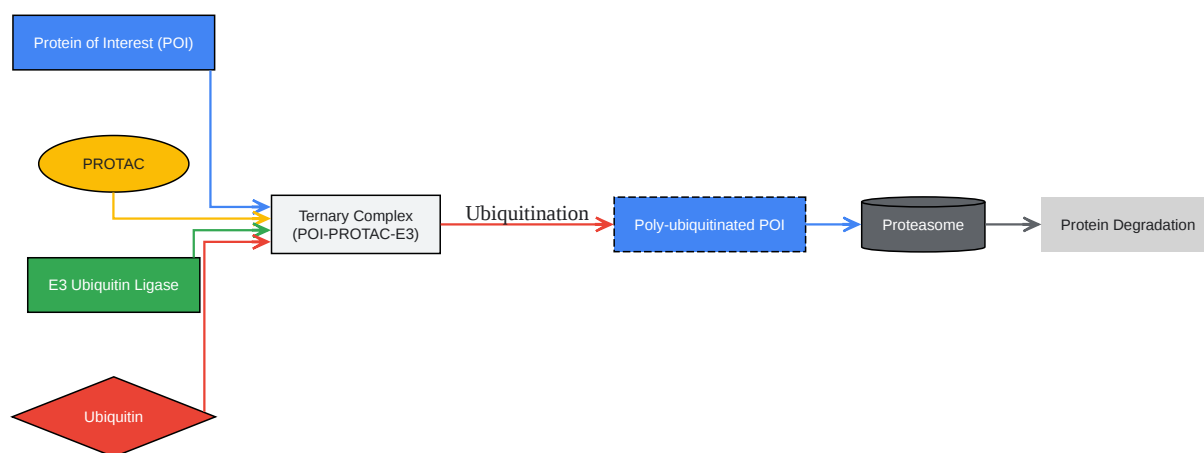 Protein of Interest (POI)
PROTAC
E3 Ubiquitin Ligase
Ubiquitin
Ternary Complex
(POI-PROTAC-E3)
Ubiquitination
Poly-ubiquitinated POI
Proteasome
Protein Degradation